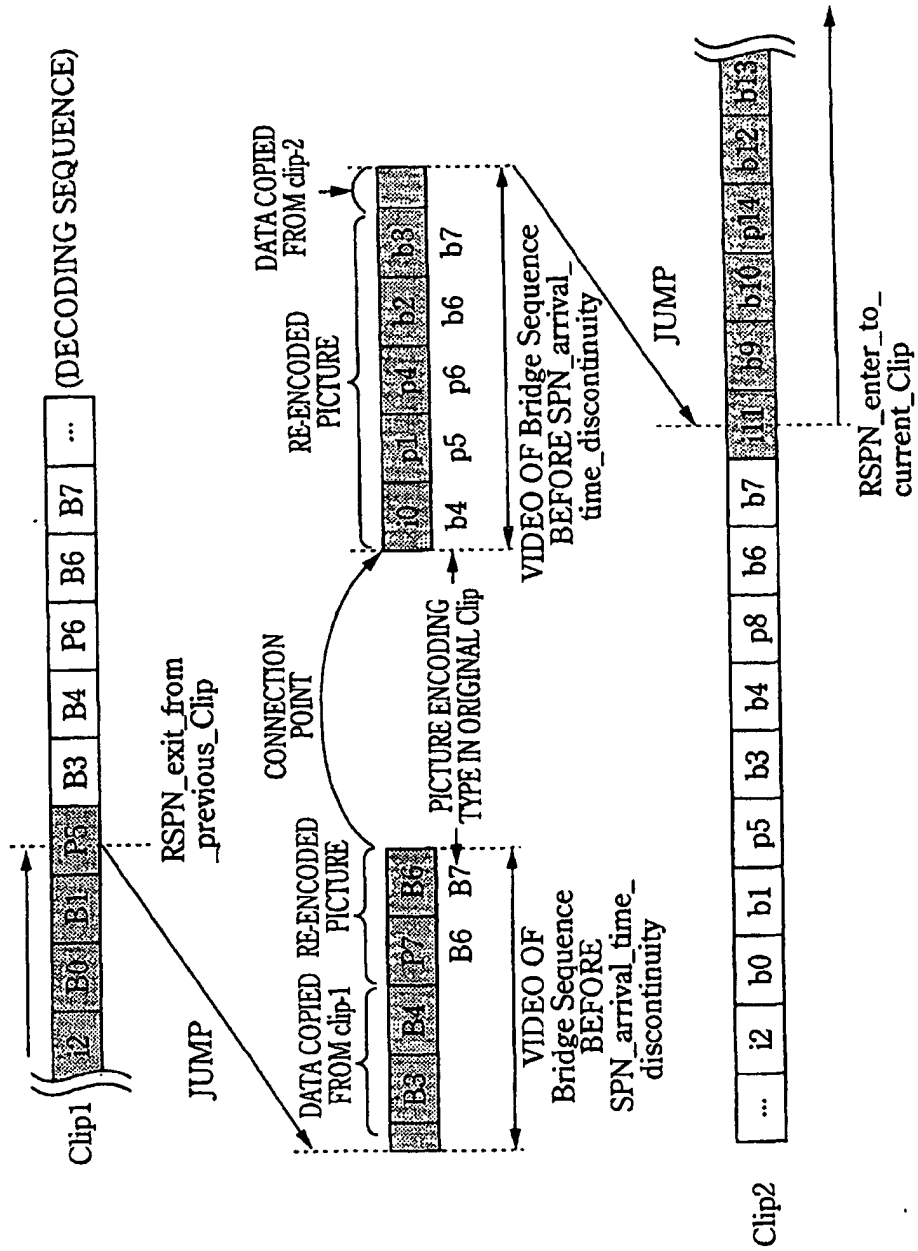 Clip1
i2 B0 B1 P5 B3 B4 P6 B6 B7 ...
(DECODING SEQUENCE)
RSPN_exit_from
_previous_Clip
JUMP
DATA COPIED
FROM clip-1
RE-ENCODED
PICTURE
CONNECTION
POINT
RE-ENCODED
PICTURE
DATA COPIED
FROM clip-2
B3 B4 P7 B6
B6 B7
PICTURE ENCODING
TYPE IN ORIGINAL Clip
i0 p1 p4 b2 b3
b4 p5 p6 b6 b7
VIDEO OF
Bridge Sequence
BEFORE
SPN_arrival_time_
discontinuity
VIDEO OF Bridge Sequence
BEFORE SPN_arrival_
time_discontinuity
JUMP
Clip2
... i2 b0 b1 p5 b3 b4 p8 b6 b7 i11 b9 b10 p14 b12 b13
RSPN_enter_to_
current_Clip